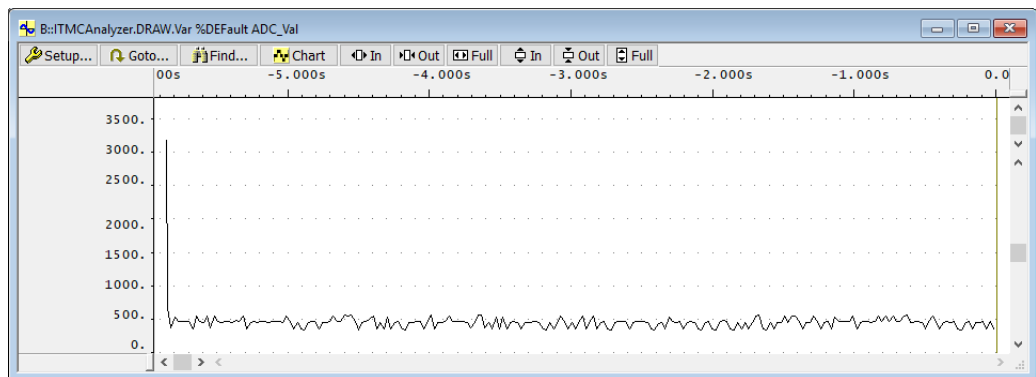 B::ITMCAnalyzer.DRAW.Var %DEFault ADC_Val
Setup... Goto... Find... Chart In Out Full In Out Full
00s -5.000s -4.000s -3.000s -2.000s -1.000s 0.0
3500.
3000.
2500.
2000.
1500.
1000.
500.
0.